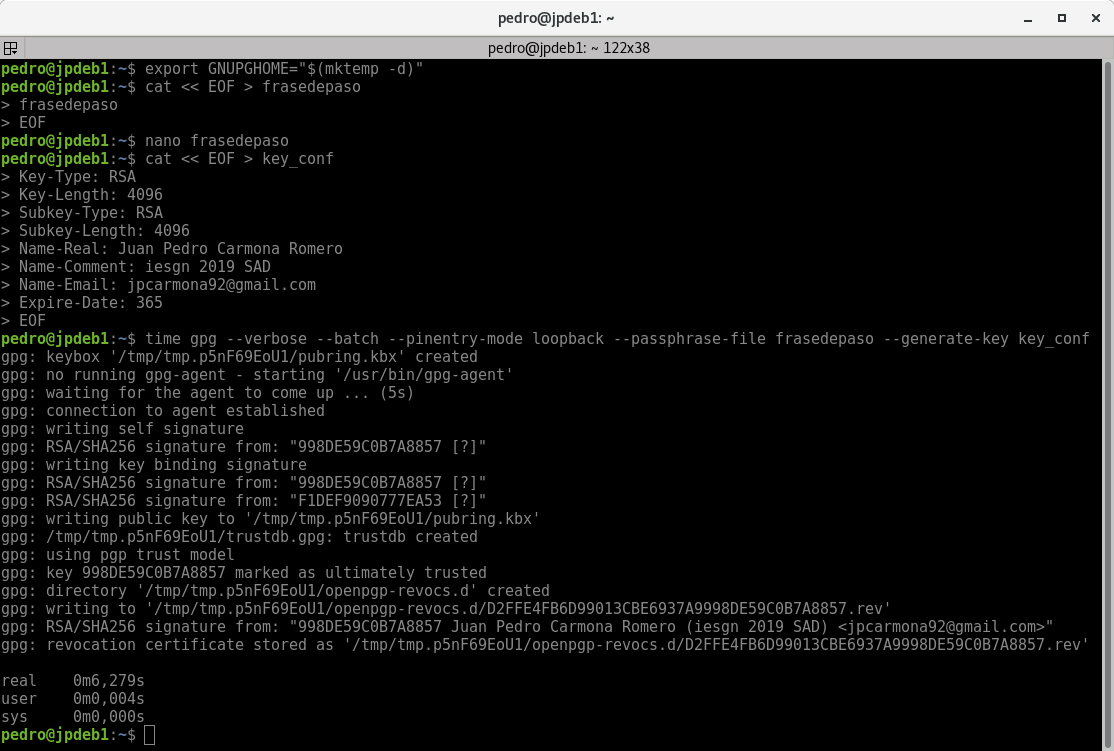 pedro@jpdeb1: ~
pedro@jpdeb1: ~ 122x38
pedro@jpdeb1:~$ export GNUPGHOME="$(mktemp -d)"
pedro@jpdeb1:~$ cat << EOF > frasedepaso
> frasedepaso
> EOF
pedro@jpdeb1:~$ nano frasedepaso
pedro@jpdeb1:~$ cat << EOF > key_conf
> Key-Type: RSA
> Key-Length: 4096
> Subkey-Type: RSA
> Subkey-Length: 4096
> Name-Real: Juan Pedro Carmona Romero
> Name-Comment: iesgn 2019 SAD
> Name-Email: jpcarmona92@gmail.com
> Expire-Date: 365
> EOF
pedro@jpdeb1:~$ time gpg --verbose --batch --pinentry-mode loopback --passphrase-file frasedepaso --generate-key key_conf
gpg: keybox '/tmp/tmp.p5nF69EoU1/pubring.kbx' created
gpg: no running gpg-agent - starting '/usr/bin/gpg-agent'
gpg: waiting for the agent to come up ... (5s)
gpg: connection to agent established
gpg: writing self signature
gpg: RSA/SHA256 signature from: "998DE59C0B7A8857 [?]"
gpg: writing key binding signature
gpg: RSA/SHA256 signature from: "998DE59C0B7A8857 [?]"
gpg: RSA/SHA256 signature from: "F1DEF9090777EA53 [?]"
gpg: writing public key to '/tmp/tmp.p5nF69EoU1/pubring.kbx'
gpg: /tmp/tmp.p5nF69EoU1/trustdb.gpg: trustdb created
gpg: using pgp trust model
gpg: key 998DE59C0B7A8857 marked as ultimately trusted
gpg: directory '/tmp/tmp.p5nF69EoU1/openpgp-revocs.d' created
gpg: writing to '/tmp/tmp.p5nF69EoU1/openpgp-revocs.d/D2FFE4FB6D99013CBE6937A9998DE59C0B7A8857.rev'
gpg: RSA/SHA256 signature from: "998DE59C0B7A8857 Juan Pedro Carmona Romero (iesgn 2019 SAD) <jpcarmona92@gmail.com>"
gpg: revocation certificate stored as '/tmp/tmp.p5nF69EoU1/openpgp-revocs.d/D2FFE4FB6D99013CBE6937A9998DE59C0B7A8857.rev'
real 0m6,279s
user 0m0,004s
sys 0m0,000s
pedro@jpdeb1:~$